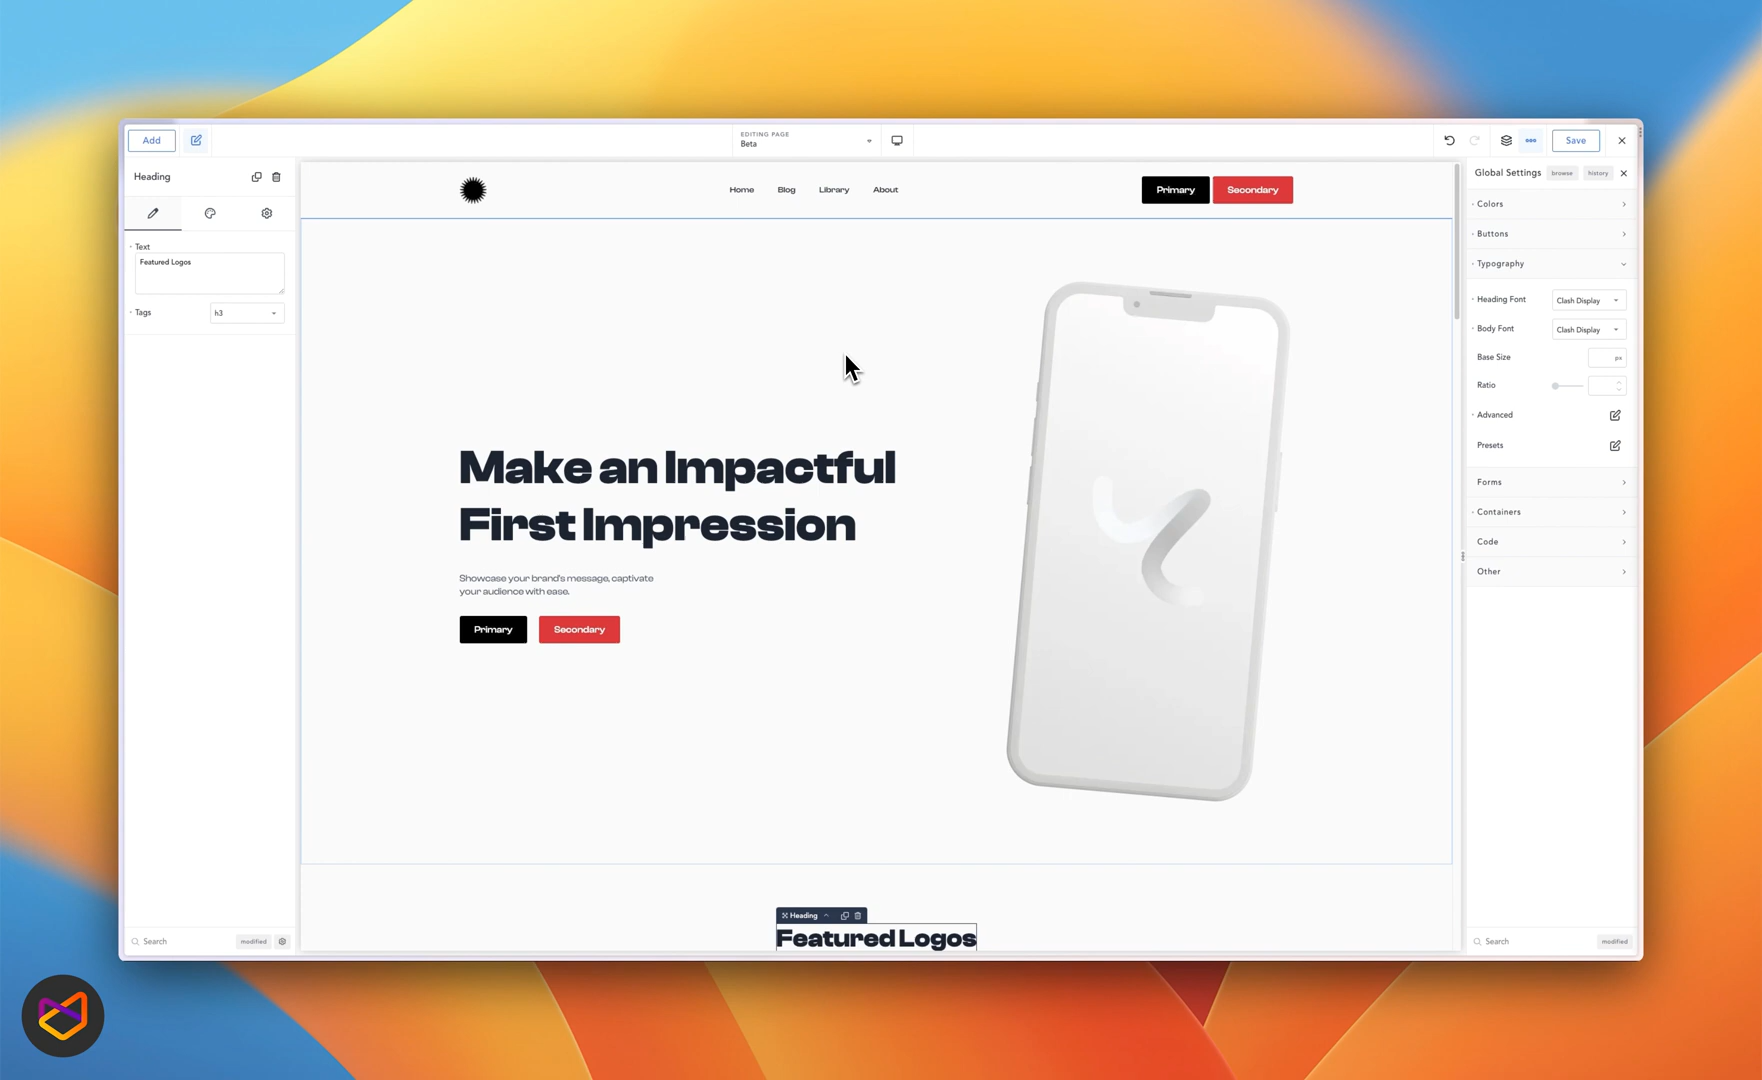 Add
EDITING PAGE
Beta
Save
Heading
Text
Featured Logos
Tags
h3
Search
modified
Home
Blog
Library
About
Primary
Secondary
Make an Impactful
First Impression
Showcase your brand's message, captivate
your audience with ease.
Primary
Secondary
Heading
Featured Logos
Global Settings
browse
history
Colors
Buttons
Typography
Heading Font
Clash Display
Body Font
Clash Display
Base Size
px
Ratio
Advanced
Presets
Forms
Containers
Code
Other
Search
modified